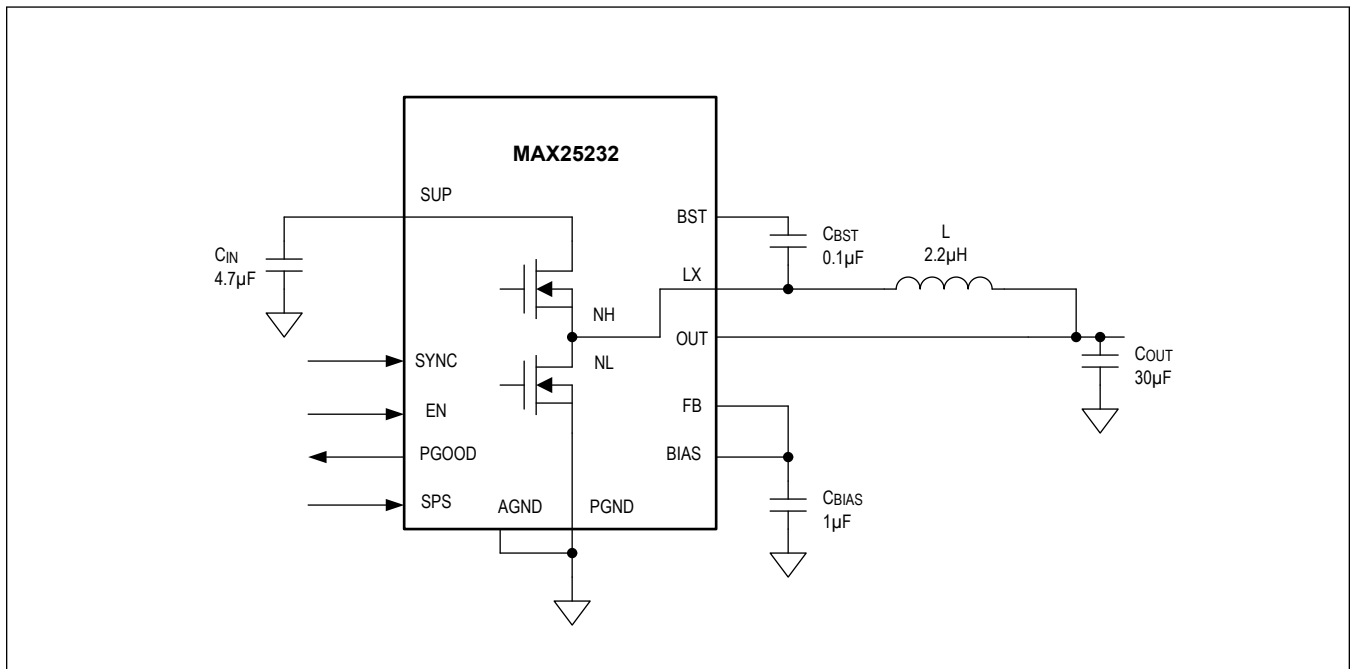 MAX25232
SUP
CIN
4.7µF
SYNC
EN
PGOOD
SPS
AGND
PGND
NH
NL
BST
LX
OUT
FB
BIAS
CBST
0.1µF
L
2.2µH
COUT
30µF
CBIAS
1µF